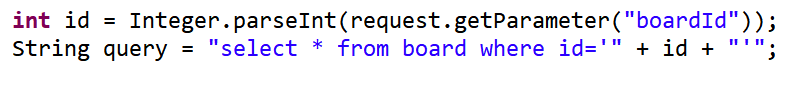 int id = Integer.parseInt(request.getParameter("boardId"));
String query = "select * from board where id='" + id + "'";